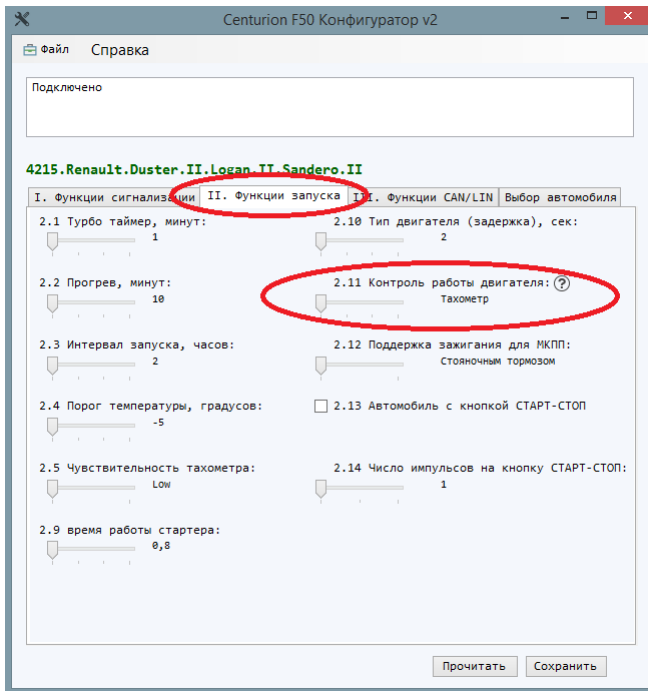 Centurion F50 Конфигуратор v2
Файл Справка
Подключено
4215.Renault.Duster.II.Logan.II.Sandero.II
I. Функции сигнализации II. Функции запуска III. Функции CAN/LIN Выбор автомобиля
2.1 Турбо таймер, минут:
1
2.2 Прогрев, минут:
10
2.3 Интервал запуска, часов:
2
2.4 Порог температуры, градусов:
-5
2.5 Чувствительность тахометра:
Low
2.9 время работы стартера:
0,8
2.10 Тип двигателя (задержка), сек:
2
2.11 Контроль работы двигателя: ?
Тахометр
2.12 Поддержка зажигания для МКПП:
Стояночным тормозом
2.13 Автомобиль с кнопкой СТАРТ-СТОП
2.14 Число импульсов на кнопку СТАРТ-СТОП:
1
Прочитать Сохранить